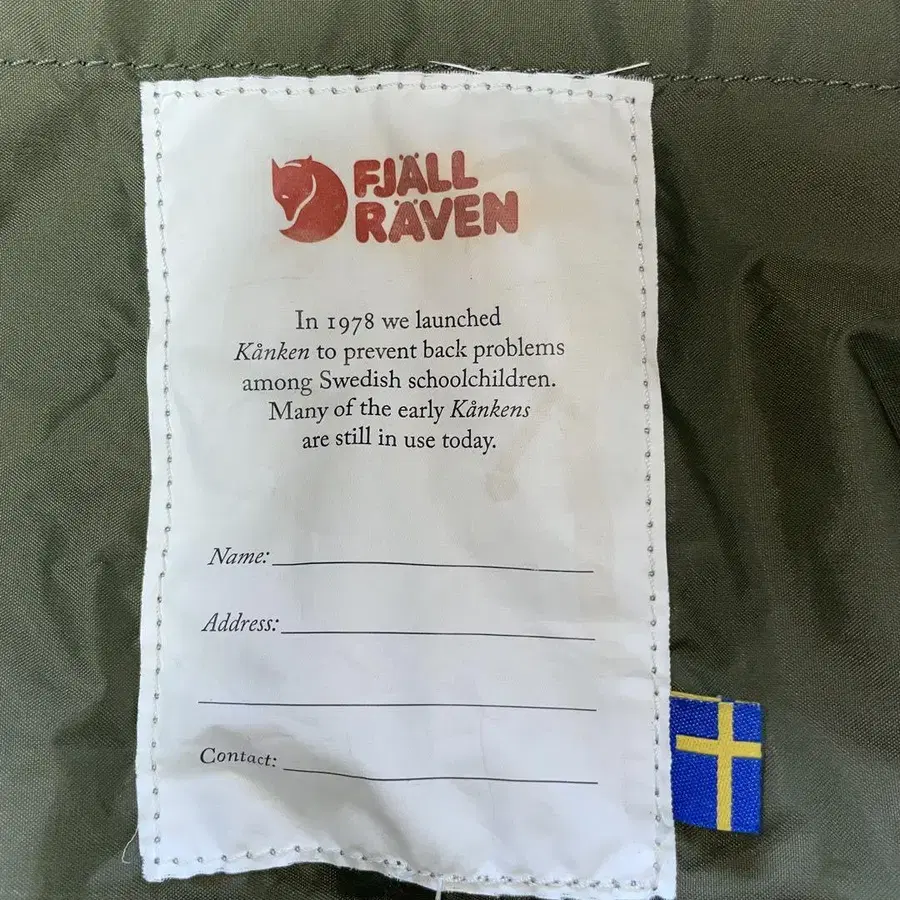 FJÄLL
RÄVEN
In 1978 we launched
Kånken to prevent back problems
among Swedish schoolchildren.
Many of the early Kånkens
are still in use today.
Name:
Address:
Contact: